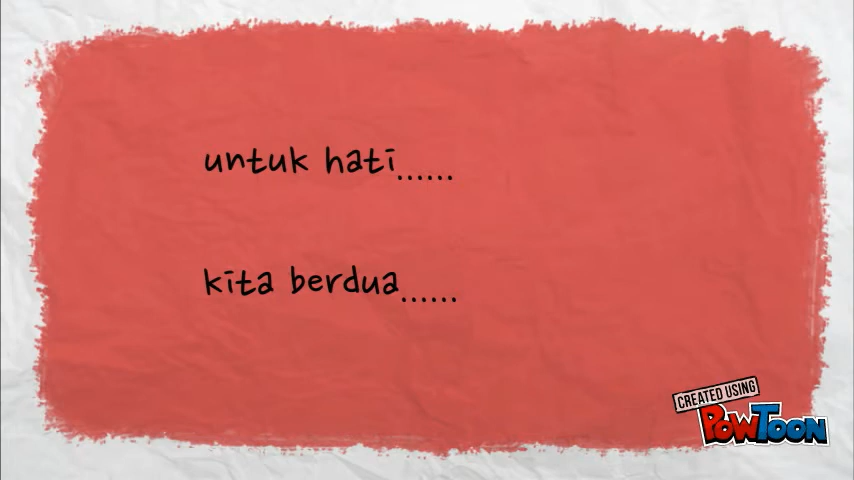 untuk hati......
kita berdua......
CREATED USING
POWTOON